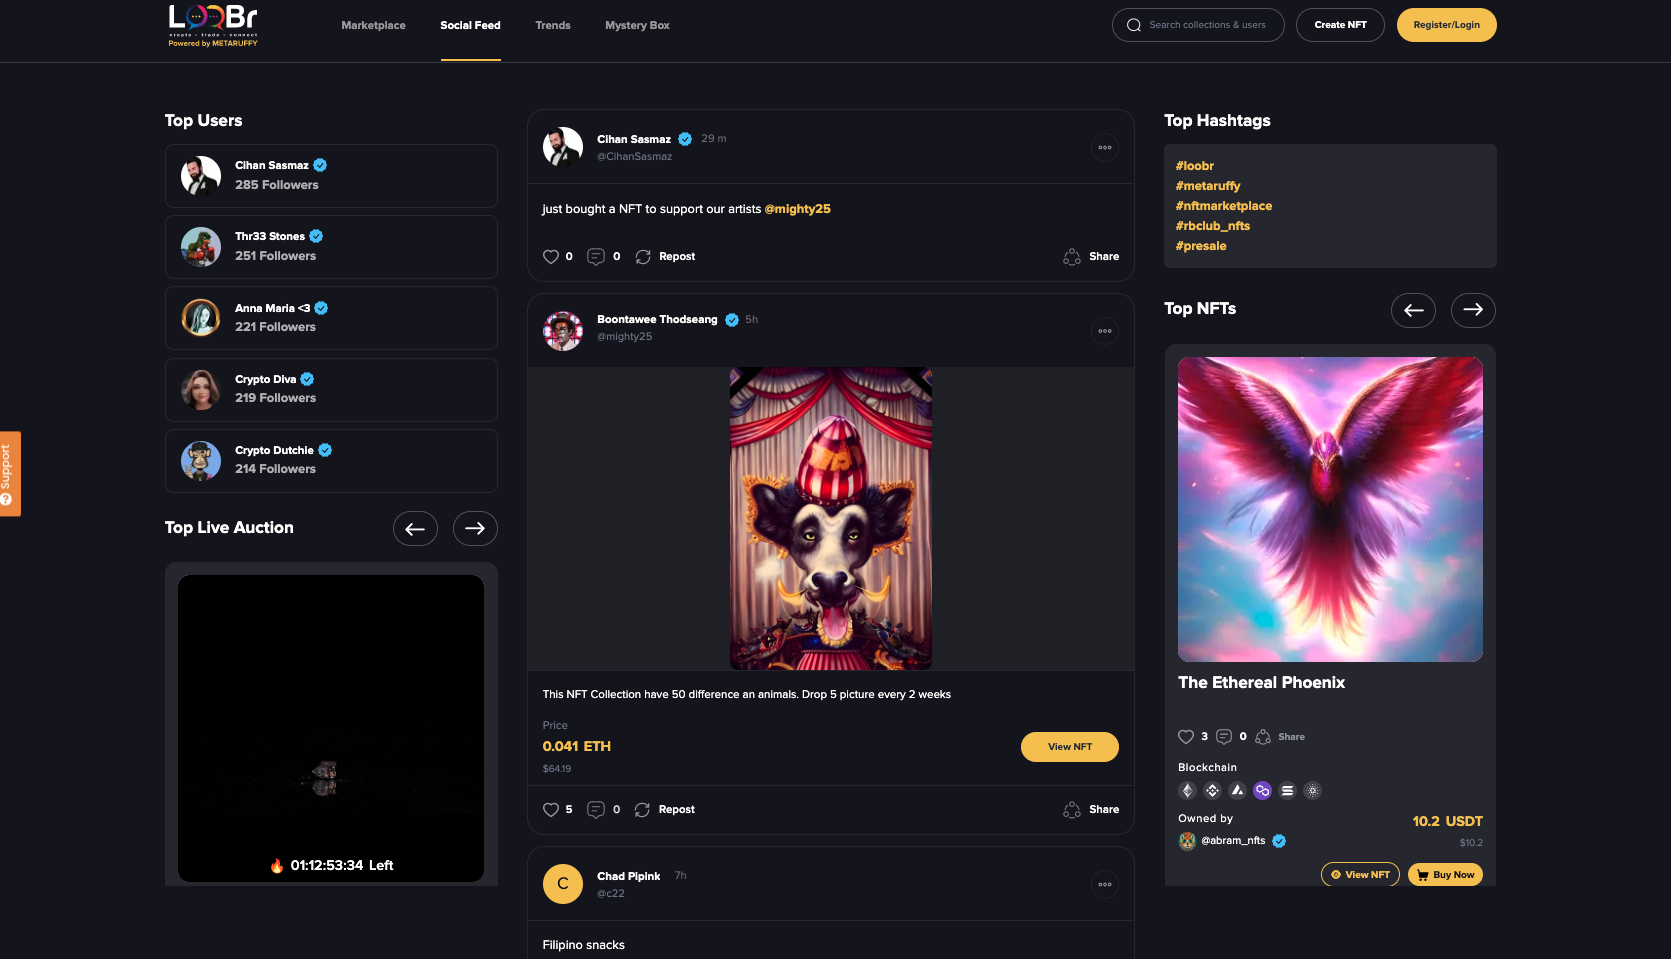 LOOBr
create • trade • connect
Powered by METARUFFY
Marketplace
Social Feed
Trends
Mystery Box
Search collections & users
Create NFT
Register/Login
Support
Top Users
Cihan Sasmaz
285 Followers
Thr33 Stones
251 Followers
Anna Maria <3
221 Followers
Crypto Diva
219 Followers
Crypto Dutchie
214 Followers
Top Live Auction
01:12:53:34 Left
Cihan Sasmaz 29 m
@CihanSasmaz
just bought a NFT to support our artists @mighty25
0 0 Repost Share
Boontawee Thodseang 5h
@mighty25
This NFT Collection have 50 difference an animals. Drop 5 picture every 2 weeks
Price
0.041 ETH
$64.19
View NFT
5 0 Repost Share
C
Chad Pipink 7h
@c22
Filipino snacks
Top Hashtags
#loobr
#metaruffy
#nftmarketplace
#rbclub_nfts
#presale
Top NFTs
The Ethereal Phoenix
3 0 Share
Blockchain
Owned by
@abram_nfts
10.2 USDT
$10.2
View NFT
Buy Now